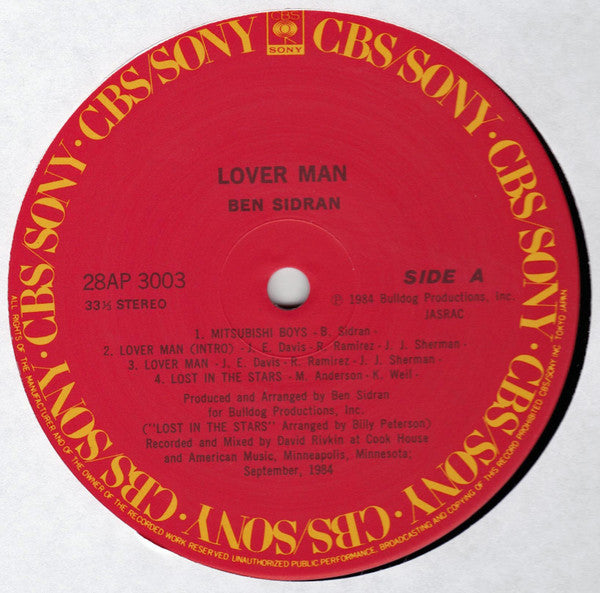 CBS
SONY
CBS/SONY · CBS/SONY · CBS/SONY · CBS/SONY · CBS/SONY · CBS/SONY · CBS/SONY · CBS/SONY
LOVER MAN
BEN SIDRAN
28AP 3003
33⅓ STEREO
SIDE A
Ⓟ 1984 Bulldog Productions, Inc.
JASRAC
1. MITSUBISHI BOYS - B. Sidran -
2. LOVER MAN (INTRO) - J. E. Davis - R. Ramirez - J. J. Sherman -
3. LOVER MAN - J. E. Davis - R. Ramirez - J. J. Sherman -
4. LOST IN THE STARS - M. Anderson - K. Weil -
Produced and Arranged by Ben Sidran
for Bulldog Productions, Inc.
("LOST IN THE STARS" Arranged by Billy Peterson)
Recorded and Mixed by David Rivkin at Cook House
and American Music, Minneapolis, Minnesota;
September, 1984
ALL RIGHTS OF THE MANUFACTURER AND OF THE OWNER OF THE RECORDED WORK RESERVED. UNAUTHORIZED PUBLIC PERFORMANCE, BROADCASTING AND COPYING OF THIS RECORD PROHIBITED. CBS/SONY INC. TOKYO JAPAN